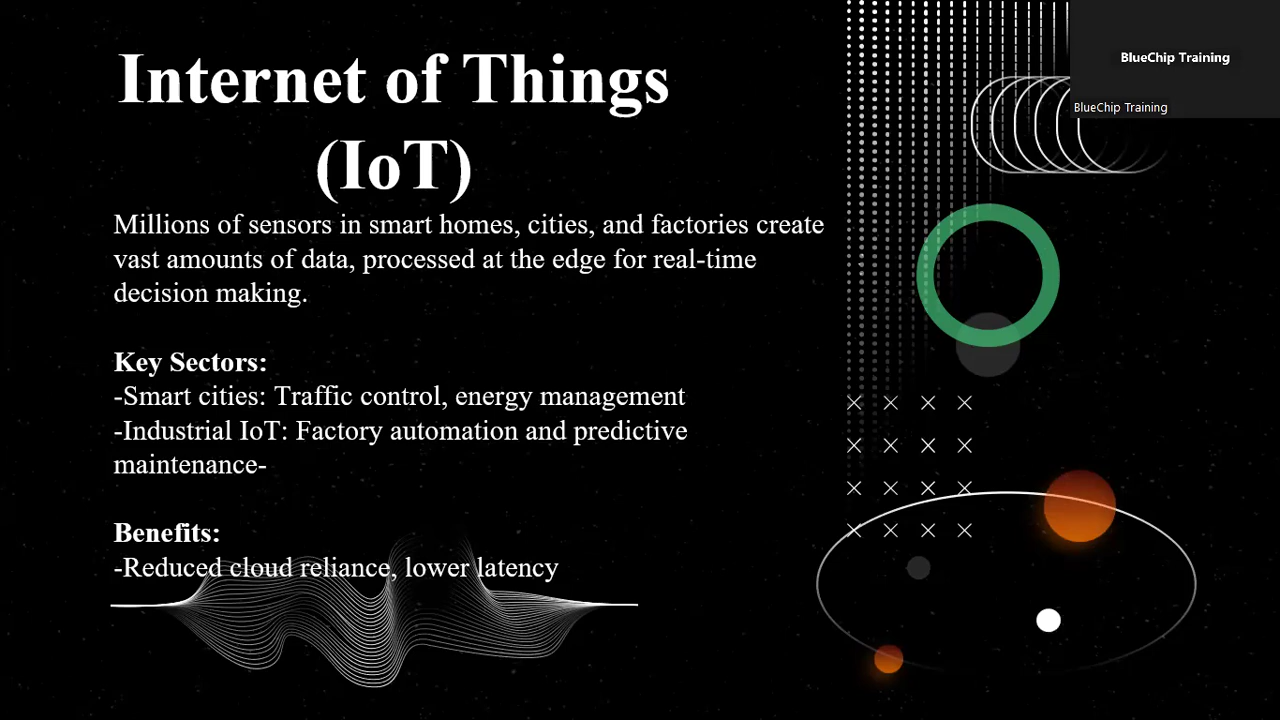 Internet of Things
(IoT)
Millions of sensors in smart homes, cities, and factories create
vast amounts of data, processed at the edge for real-time
decision making.
Key Sectors:
-Smart cities: Traffic control, energy management
-Industrial IoT: Factory automation and predictive
maintenance-
Benefits:
-Reduced cloud reliance, lower latency
BlueChip Training
BlueChip Training